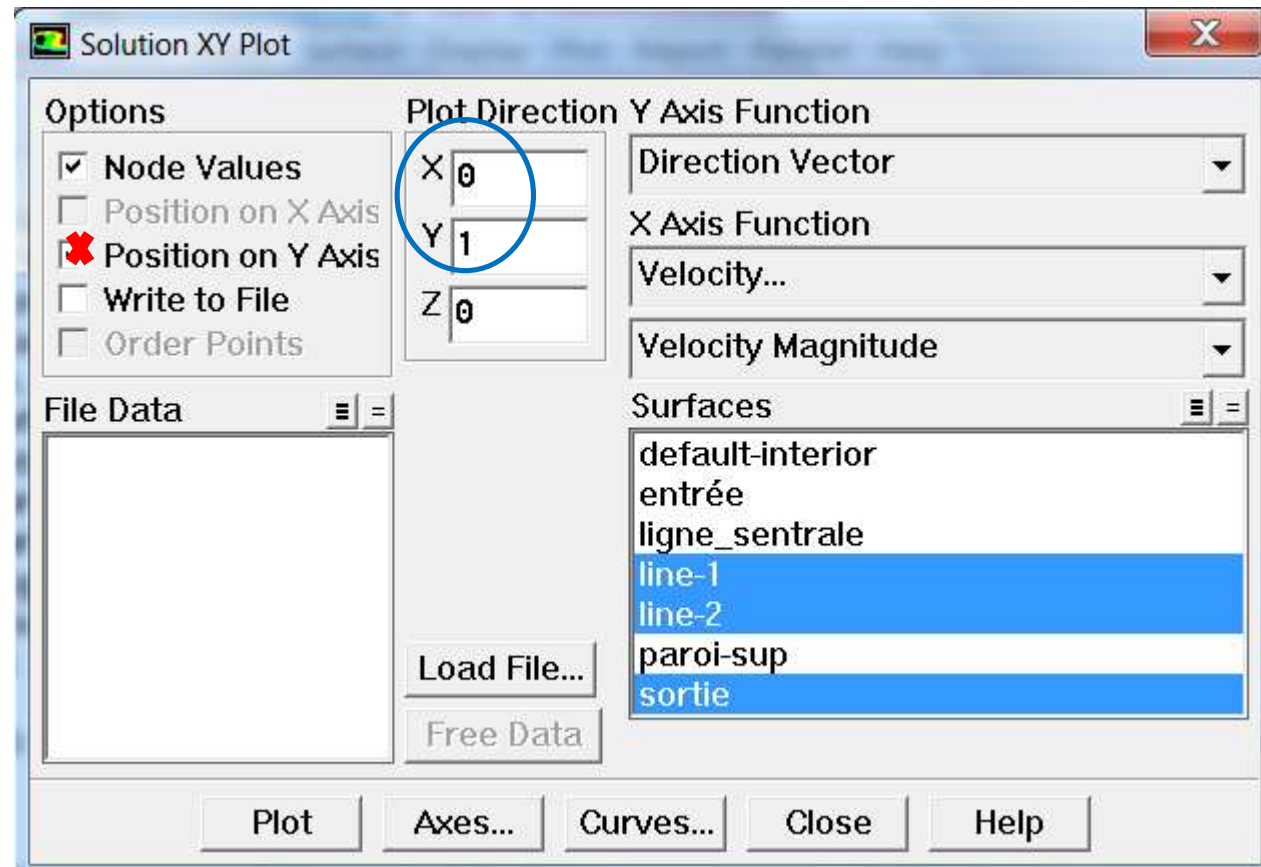 Solution XY Plot
Options
Node Values
Position on X Axis
Position on Y Axis
Write to File
Order Points
Plot Direction
X 0
Y 1
Z 0
Y Axis Function
Direction Vector
X Axis Function
Velocity...
Velocity Magnitude
File Data
Surfaces
default-interior
entrée
ligne_sentrale
line-1
line-2
paroi-sup
sortie
Load File...
Free Data
Plot
Axes...
Curves...
Close
Help